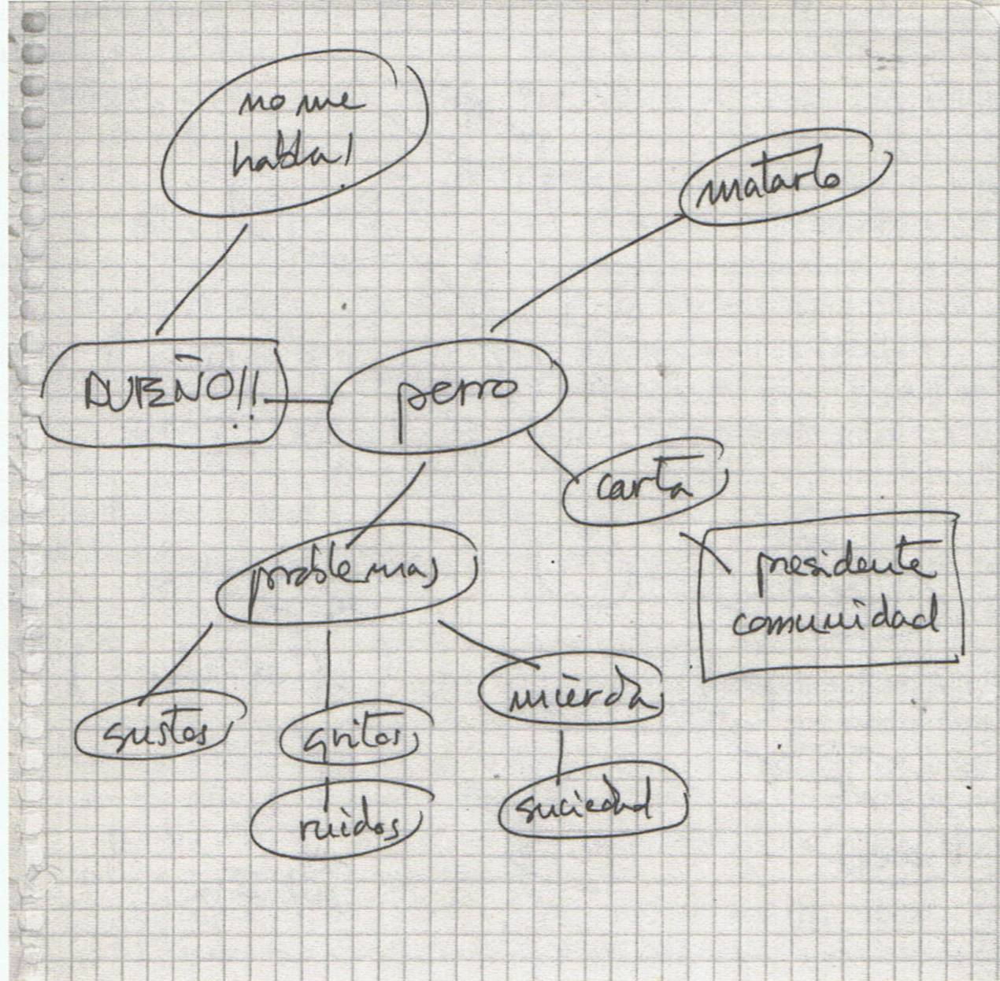 no me
habla!
matarlo
DUEÑO!!
perro
carta
problemas
presidente
comunidad
mierda
sustos
gritos
suciedad
ruidos